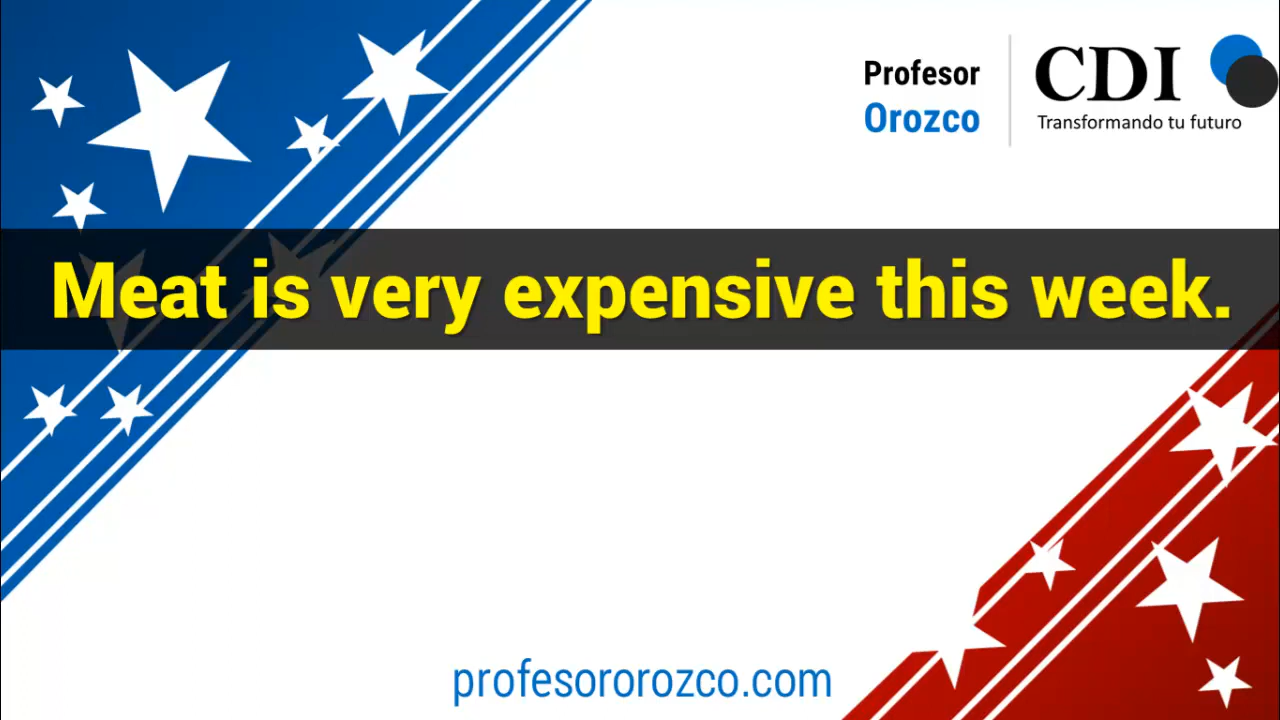 Profesor
Orozco
CDI
Transformando tu futuro
Meat is very expensive this week.
profesororozco.com